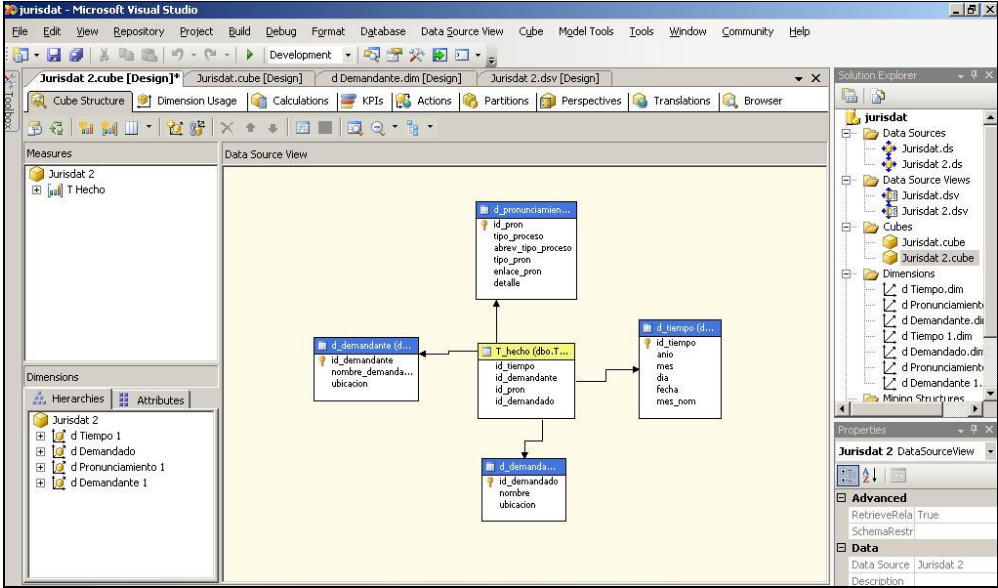 jurisdat - Microsoft Visual Studio
File Edit View Repository Project Build Debug Format Database Data Source View Cube Model Tools Tools Window Community Help
Development
Jurisdat 2.cube [Design]* Jurisdat.cube [Design] d Demandante.dim [Design] Jurisdat 2.dsv [Design]
Cube Structure Dimension Usage Calculations KPIs Actions Partitions Perspectives Translations Browser
Toolbox
Measures
Jurisdat 2
T Hecho
Dimensions
Hierarchies Attributes
Jurisdat 2
d Tiempo 1
d Demandado
d Pronunciamiento 1
d Demandante 1
Data Source View
d_pronunciamien...
id_pron
tipo_proceso
abrev_tipo_proceso
tipo_pron
enlace_pron
detalle
d_demandante (d...
id_demandante
nombre_demanda...
ubicacion
T_hecho (dbo.T...
id_tiempo
id_demandante
id_pron
id_demandado
d_tiempo (d...
id_tiempo
anio
mes
dia
fecha
mes_nom
d_demanda...
id_demandado
nombre
ubicacion
Solution Explorer
jurisdat
Data Sources
Jurisdat.ds
Jurisdat 2.ds
Data Source Views
Jurisdat.dsv
Jurisdat 2.dsv
Cubes
Jurisdat.cube
Jurisdat 2.cube
Dimensions
d Tiempo.dim
d Pronunciamient
d Demandante.di
d Tiempo 1.dim
d Demandado.dim
d Pronunciamient
d Demandante 1.
Mining Structures
Properties
Jurisdat 2 DataSourceView
Advanced
RetrieveRela True
SchemaRestr
Data
Data Source Jurisdat 2
Description